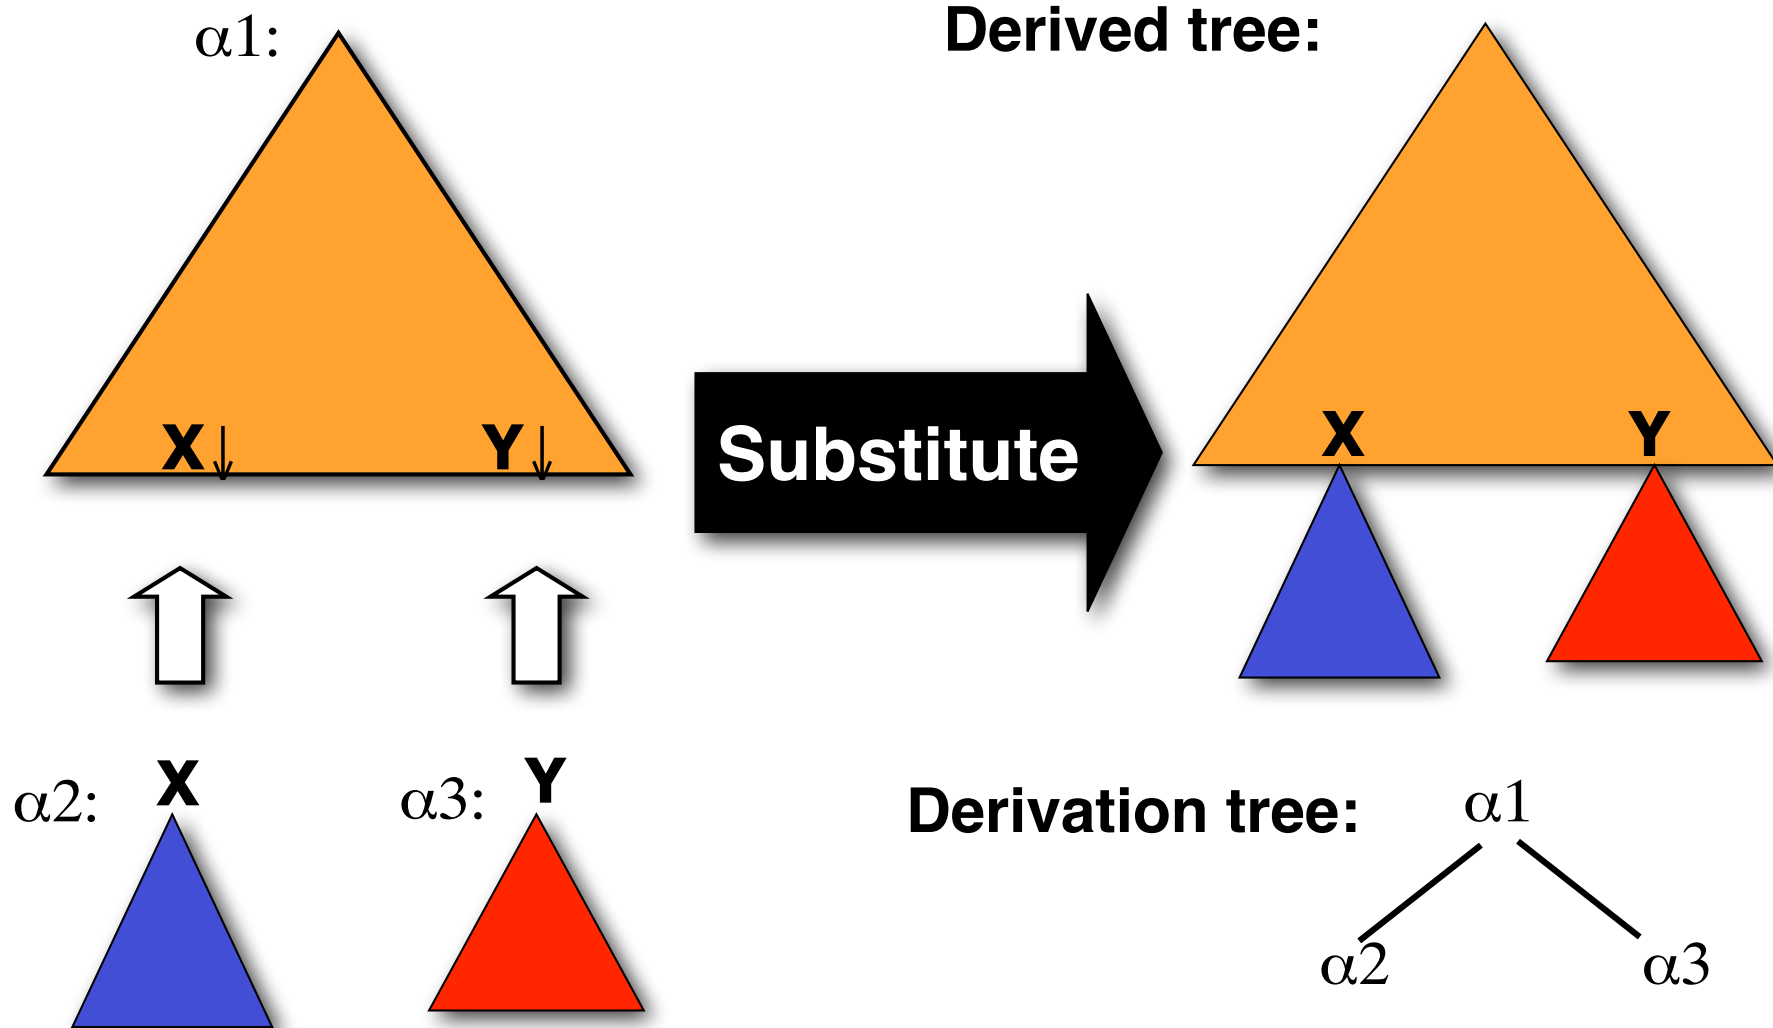 α1:
X↓
Y↓
α2:
X
α3:
Y
Substitute
Derived tree:
X
Y
Derivation tree:
α1
α2
α3